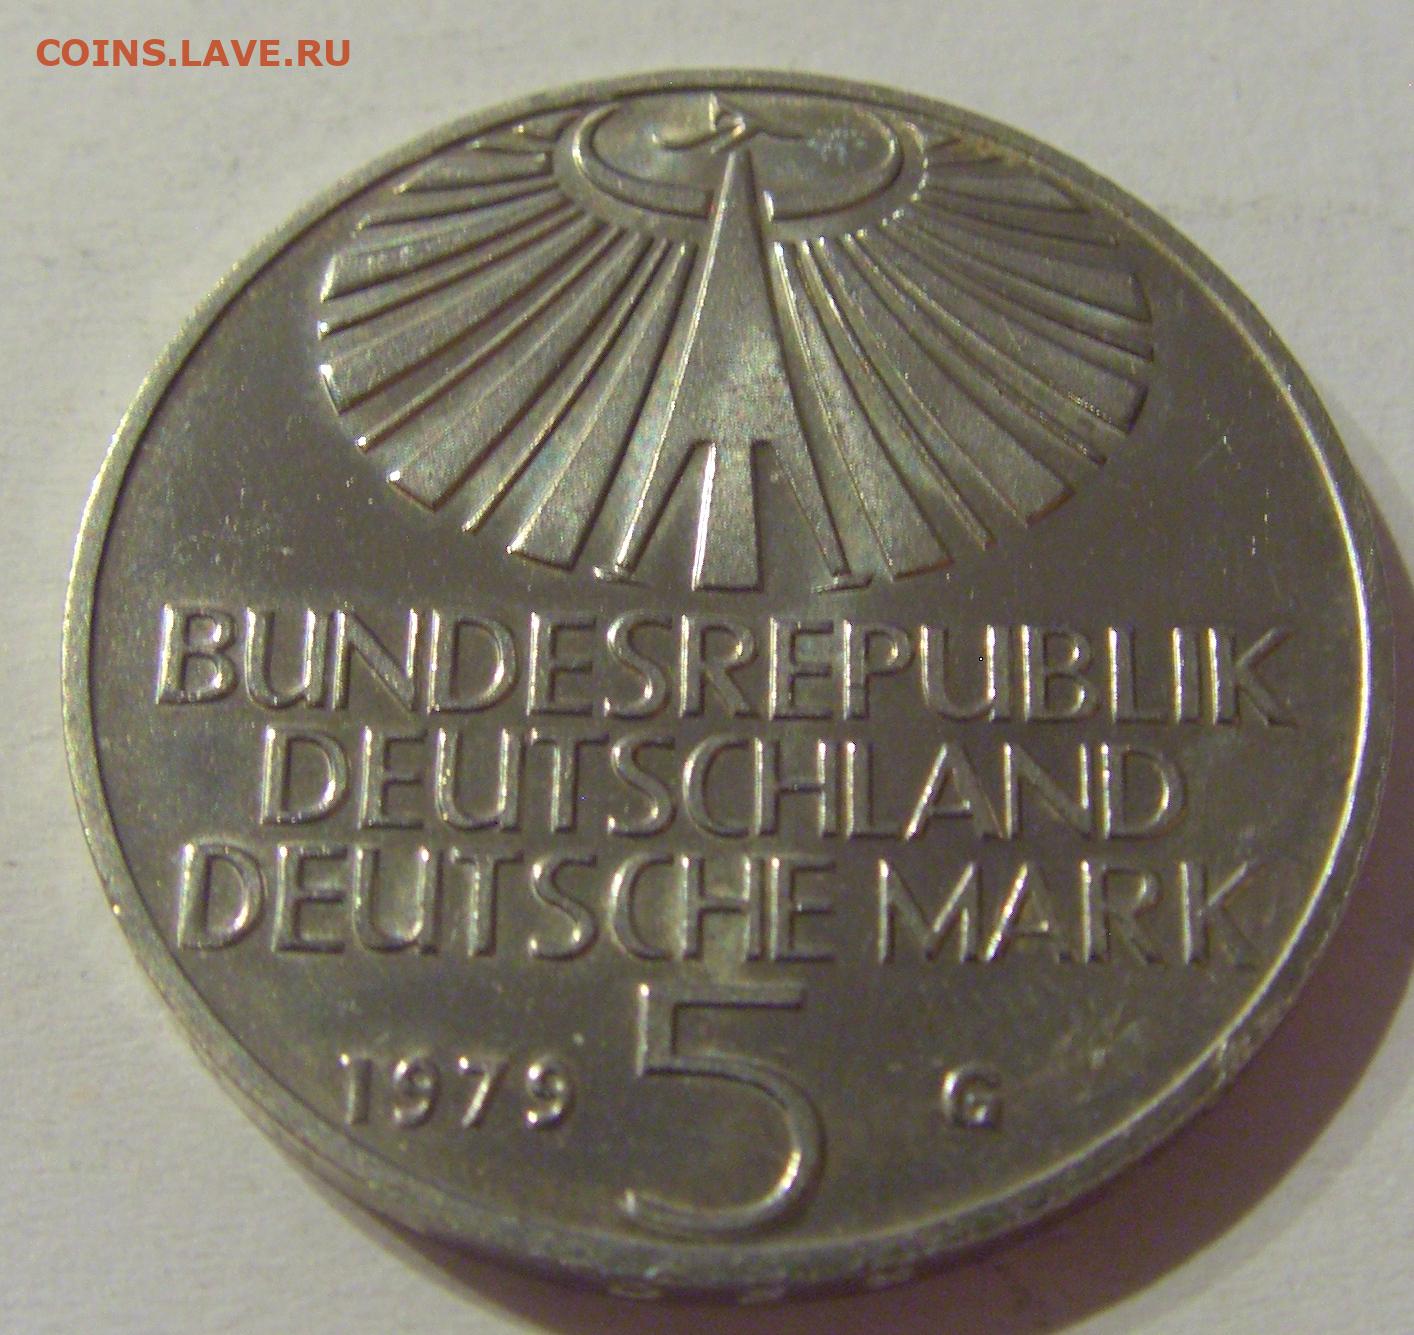 COINS.LAVE.RU
BUNDESREPUBLIK
DEUTSCHLAND
DEUTSCHE MARK
1979 5 G